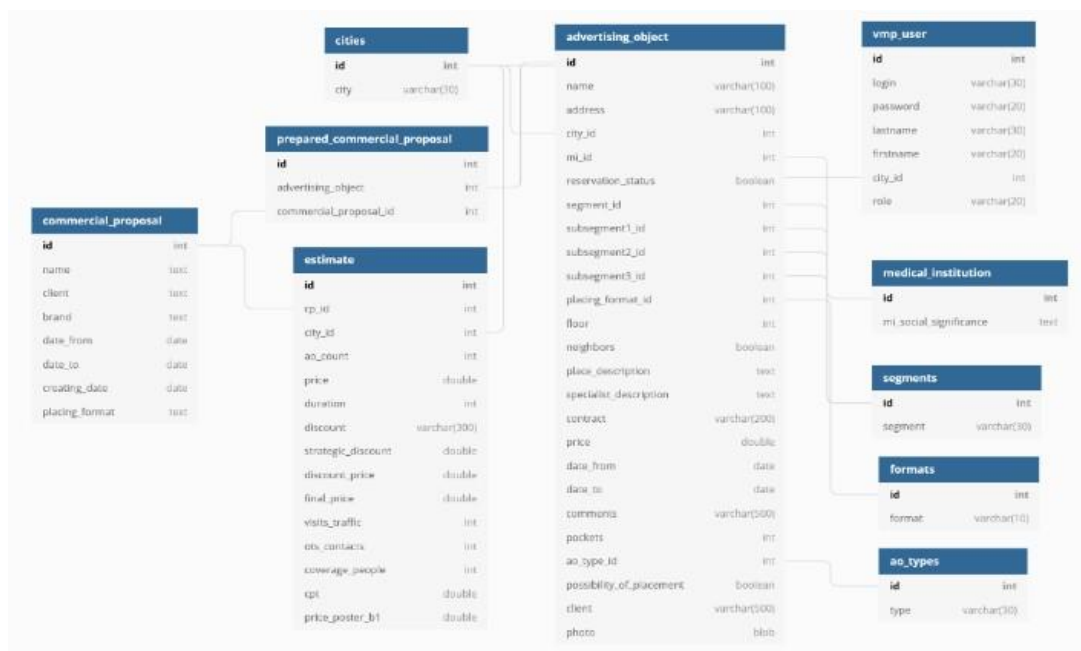 cities
id int
city varchar(30)
prepared_commercial_proposal
id int
advertising_object int
commercial_proposal_id int
commercial_proposal
id int
name text
client text
brand text
date_from date
date_to date
creating_date date
placing_format text
estimate
id int
cp_id int
city_id int
ao_count int
price double
duration int
discount varchar(300)
strategic_discount double
discount_price double
final_price double
visits_traffic int
ots_contacts int
coverage_people int
cpt double
price_poster_b1 double
advertising_object
id int
name varchar(100)
address varchar(100)
city_id int
mi_id int
reservation_status boolean
segment_id int
subsegment1_id int
subsegment2_id int
subsegment3_id int
placing_format_id int
floor int
neighbors boolean
place_description text
specialist_description text
contract varchar(200)
price double
date_from date
date_to date
comments varchar(500)
pockets int
ao_type_id int
possibility_of_placement boolean
client varchar(500)
photo blob
vmp_user
id int
login varchar(30)
password varchar(20)
lastname varchar(30)
firstname varchar(20)
city_id int
role varchar(20)
medical_institution
id int
mi_social_significance text
segments
id int
segment varchar(30)
formats
id int
format varchar(10)
ao_types
id int
type varchar(30)